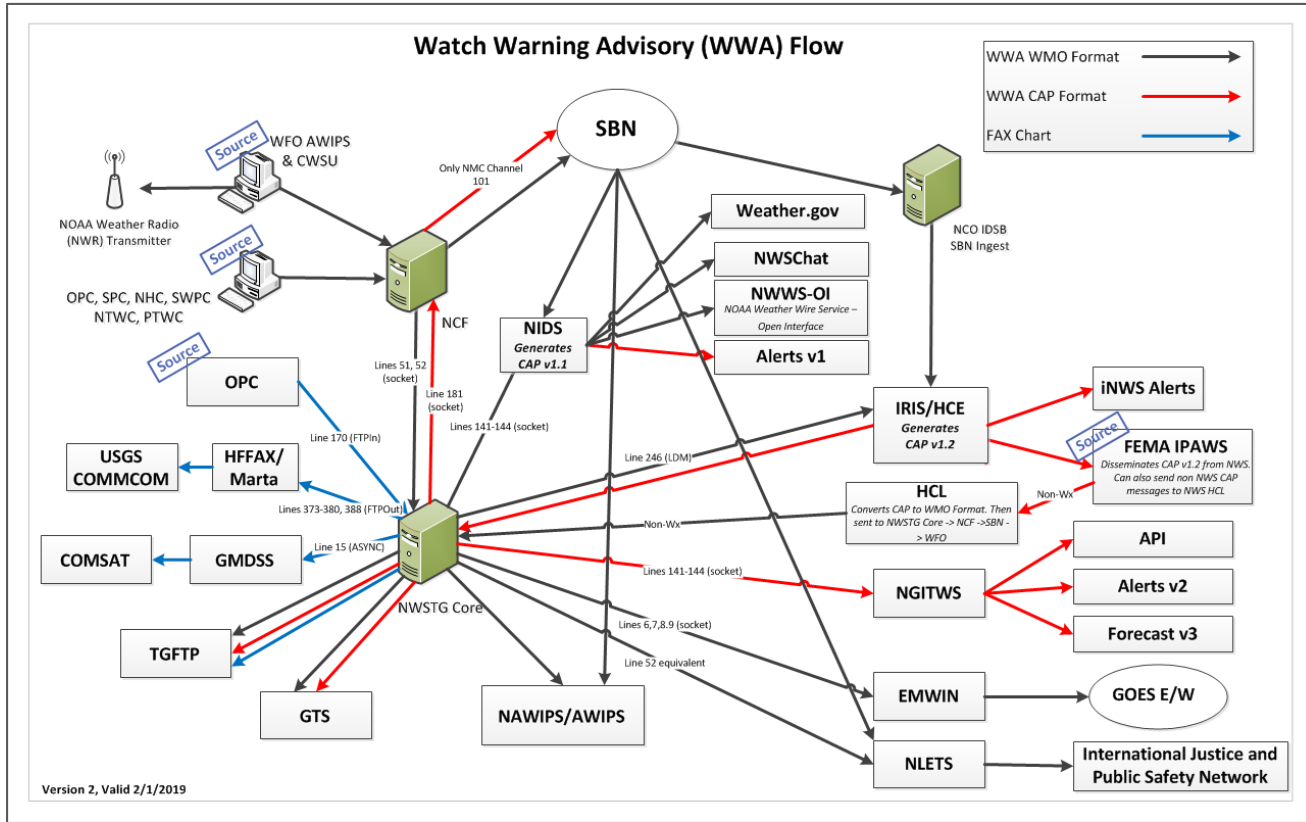 Watch Warning Advisory (WWA) Flow
WWA WMO Format
WWA CAP Format
FAX Chart
SBN
Source
WFO AWIPS
& CWSU
Only NMC Channel
101
NOAA Weather Radio
(NWR) Transmitter
Source
OPC, SPC, NHC, SWPC
NTWC, PTWC
NCF
NCO IDSB
SBN Ingest
Weather.gov
NWSChat
NWWS-OI
NOAA Weather Wire Service –
Open Interface
Alerts v1
NIDS
Generates
CAP v1.1
Lines 51, 52
(socket)
Line 181
(socket)
Lines 141-144 (socket)
Source
OPC
Line 170 (FTPIn)
USGS
COMMCOM
HFFAX/
Marta
Lines 373-380, 388 (FTPOut)
COMSAT
GMDSS
Line 15 (ASYNC)
NWSTG Core
Line 246 (LDM)
IRIS/HCE
Generates
CAP v1.2
iNWS Alerts
Source
FEMA IPAWS
Disseminates CAP v1.2 from NWS.
Can also send non NWS CAP
messages to NWS HCL
Non-Wx
HCL
Converts CAP to WMO Format. Then
sent to NWSTG Core -> NCF ->SBN -
> WFO
Non-Wx
Lines 141-144 (socket)
NGITWS
API
Alerts v2
Forecast v3
Lines 6,7,8.9 (socket)
Line 52 equivalent
TGFTP
GTS
NAWIPS/AWIPS
EMWIN
GOES E/W
NLETS
International Justice and
Public Safety Network
Version 2, Valid 2/1/2019